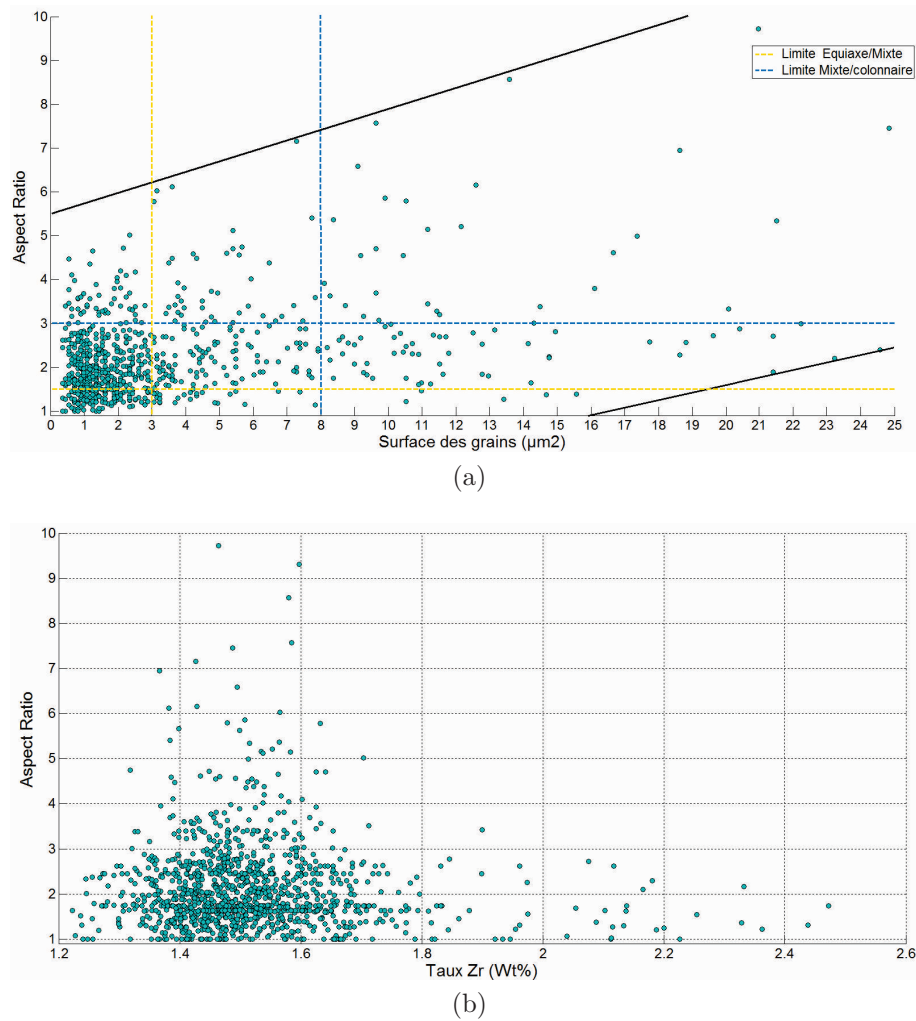 10
9
8
7
6
5
4
3
2
1
Aspect Ratio
Limite Equiaxe/Mixte
Limite Mixte/colonnaire
0 1 2 3 4 5 6 7 8 9 10 11 12 13 14 15 16 17 18 19 20 21 22 23 24 25
Surface des grains (µm2)
(a)
10
9
8
7
6
5
4
3
2
1
Aspect Ratio
1.2 1.4 1.6 1.8 2 2.2 2.4 2.6
Taux Zr (Wt%)
(b)